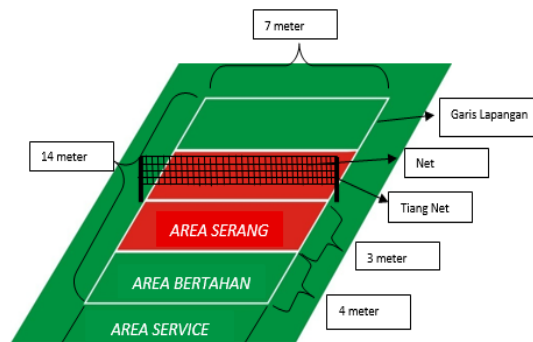 7 meter
Garis Lapangan
14 meter
Net
Tiang Net
AREA SERANG
3 meter
AREA BERTAHAN
4 meter
AREA SERVICE